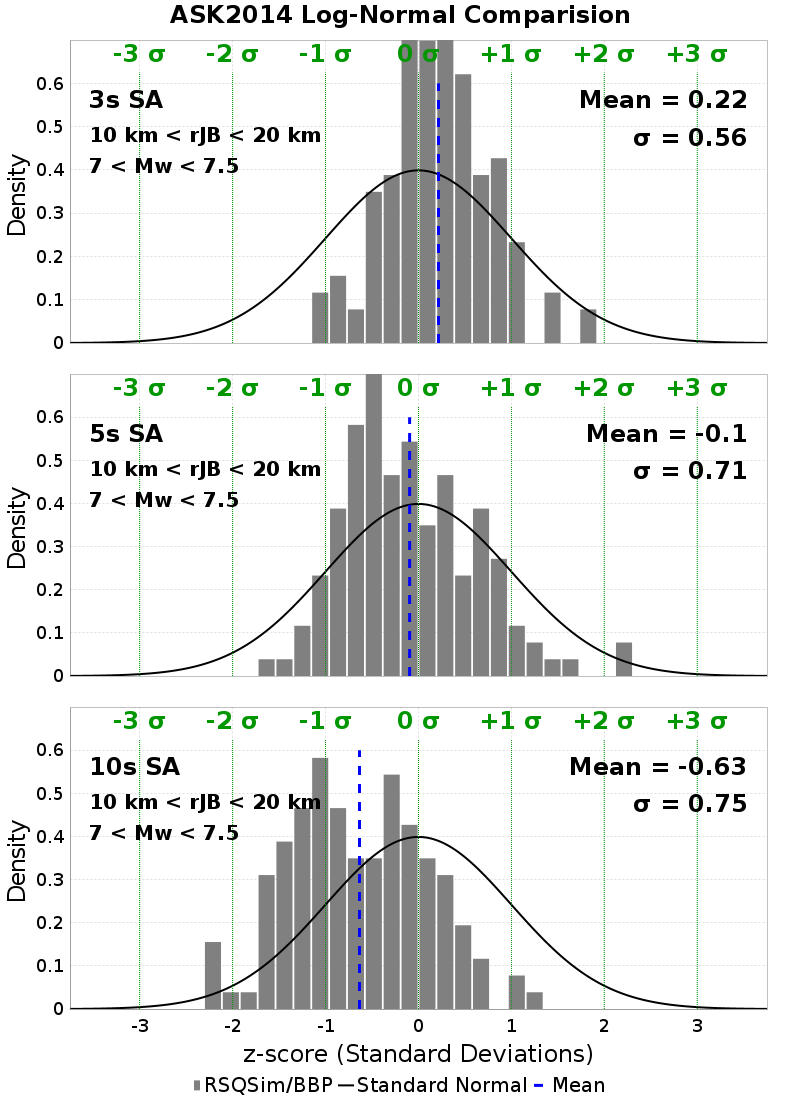 ASK2014 Log-Normal Comparision
-3 σ -2 σ -1 σ 0 σ +1 σ +2 σ +3 σ
3s SA
Mean = 0.22
10 km < rJB < 20 km
σ = 0.56
7 < Mw < 7.5
Density
0.6
0.5
0.4
0.3
0.2
0.1
0
-3 σ -2 σ -1 σ 0 σ +1 σ +2 σ +3 σ
5s SA
Mean = -0.1
10 km < rJB < 20 km
σ = 0.71
7 < Mw < 7.5
Density
0.6
0.5
0.4
0.3
0.2
0.1
0
-3 σ -2 σ -1 σ 0 σ +1 σ +2 σ +3 σ
10s SA
Mean = -0.63
10 km < rJB < 20 km
σ = 0.75
7 < Mw < 7.5
Density
0.6
0.5
0.4
0.3
0.2
0.1
0
-3 -2 -1 0 1 2 3
z-score (Standard Deviations)
RSQSim/BBP Standard Normal Mean